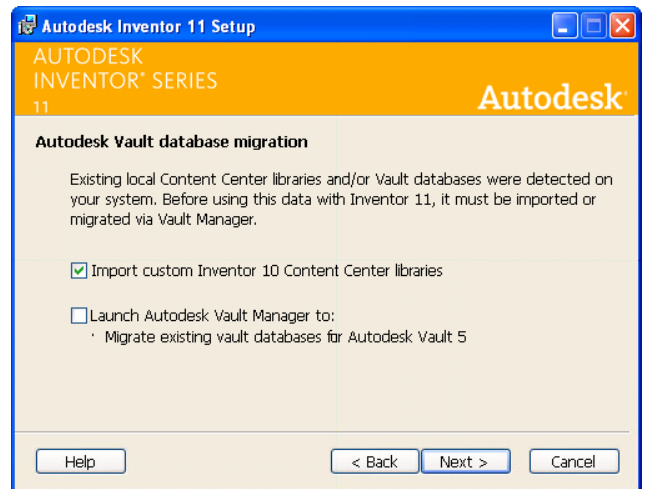 Autodesk Inventor 11 Setup
AUTODESK
INVENTOR® SERIES
11
Autodesk
Autodesk Vault database migration
Existing local Content Center libraries and/or Vault databases were detected on
your system. Before using this data with Inventor 11, it must be imported or
migrated via Vault Manager.
Import custom Inventor 10 Content Center libraries
Launch Autodesk Vault Manager to:
· Migrate existing vault databases for Autodesk Vault 5
Help
< Back
Next >
Cancel